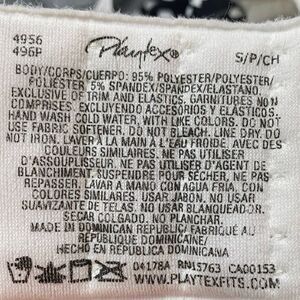 4956
496P
Playtex®
S/P/CH
BODY/CORPS/CUERPO: 95% POLYESTER/POLYESTER/
POLIESTER 5% SPANDEX/SPANDEX/ELASTANO.
EXCLUSIVE OF TRIM AND ELASTICS. GARNITURES NON
COMPRISES. EXCLUYENDO ACCESORIOS Y ELASTICOS.
HAND WASH COLD WATER, WITH LIKE COLORS. DO NOT
USE FABRIC SOFTENER. DO NOT BLEACH. LINE DRY. DO
NOT IRON. LAVER À LA MAIN À L'EAU FROIDE, AVEC DES
COULEURS SIMILAIRES. NE PAS UTILISER
D'ASSOUPLISSEUR. NE PAS UTILISER D'AGENT DE
BLANCHIMENT. SUSPENDRE POUR SÉCHER. NE PAS
REPASSER. LAVAR A MANO CON AGUA FRIA, CON
COLORES SIMILARES. USAR JABON. NO USAR
SUAVIZANTE DE TELAS. NO USAR BLANQUEADOR.
SECAR COLGADO. NO PLANCHAR.
MADE IN DOMINICAN REPUBLIC/FABRIQUÉ AU
RÉPUBLIQUE DOMINICAINE/
HECHO EN REPUBLICA DOMINICANA
04178A RN15763 CA00153
WWW.PLAYTEXFITS.COM